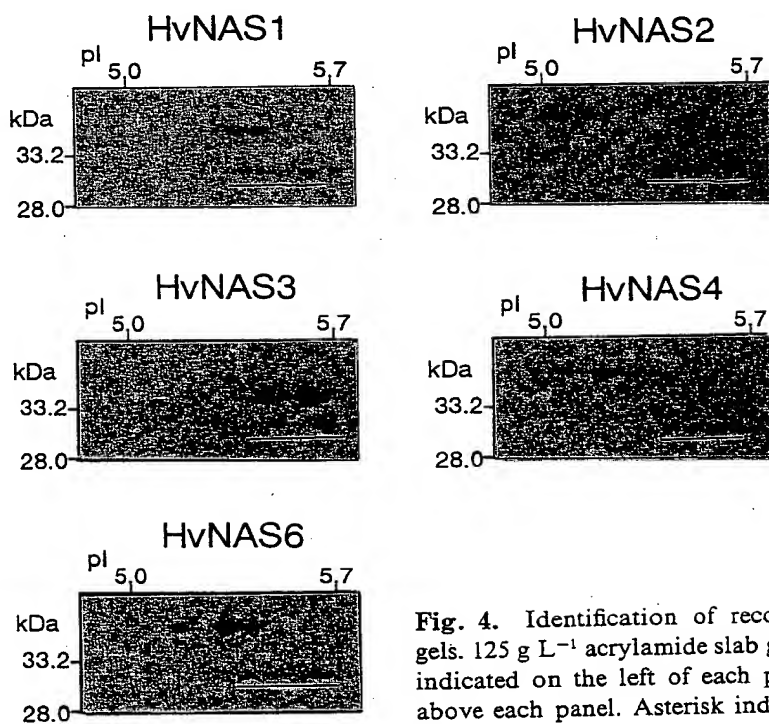 HvNAS1
pI 5.0 5.7
kDa
33.2
28.0
HvNAS2
pI 5.0 5.7
kDa
33.2
28.0
HvNAS3
pI 5.0 5.7
kDa
33.2
28.0
HvNAS4
pI 5.0 5.7
kDa
33.2
28.0
HvNAS6
pI 5.0 5.7
kDa
33.2
28.0
Fig. 4. Identification of reco
gels. 125 g L⁻¹ acrylamide slab g
indicated on the left of each p
above each panel. Asterisk indi